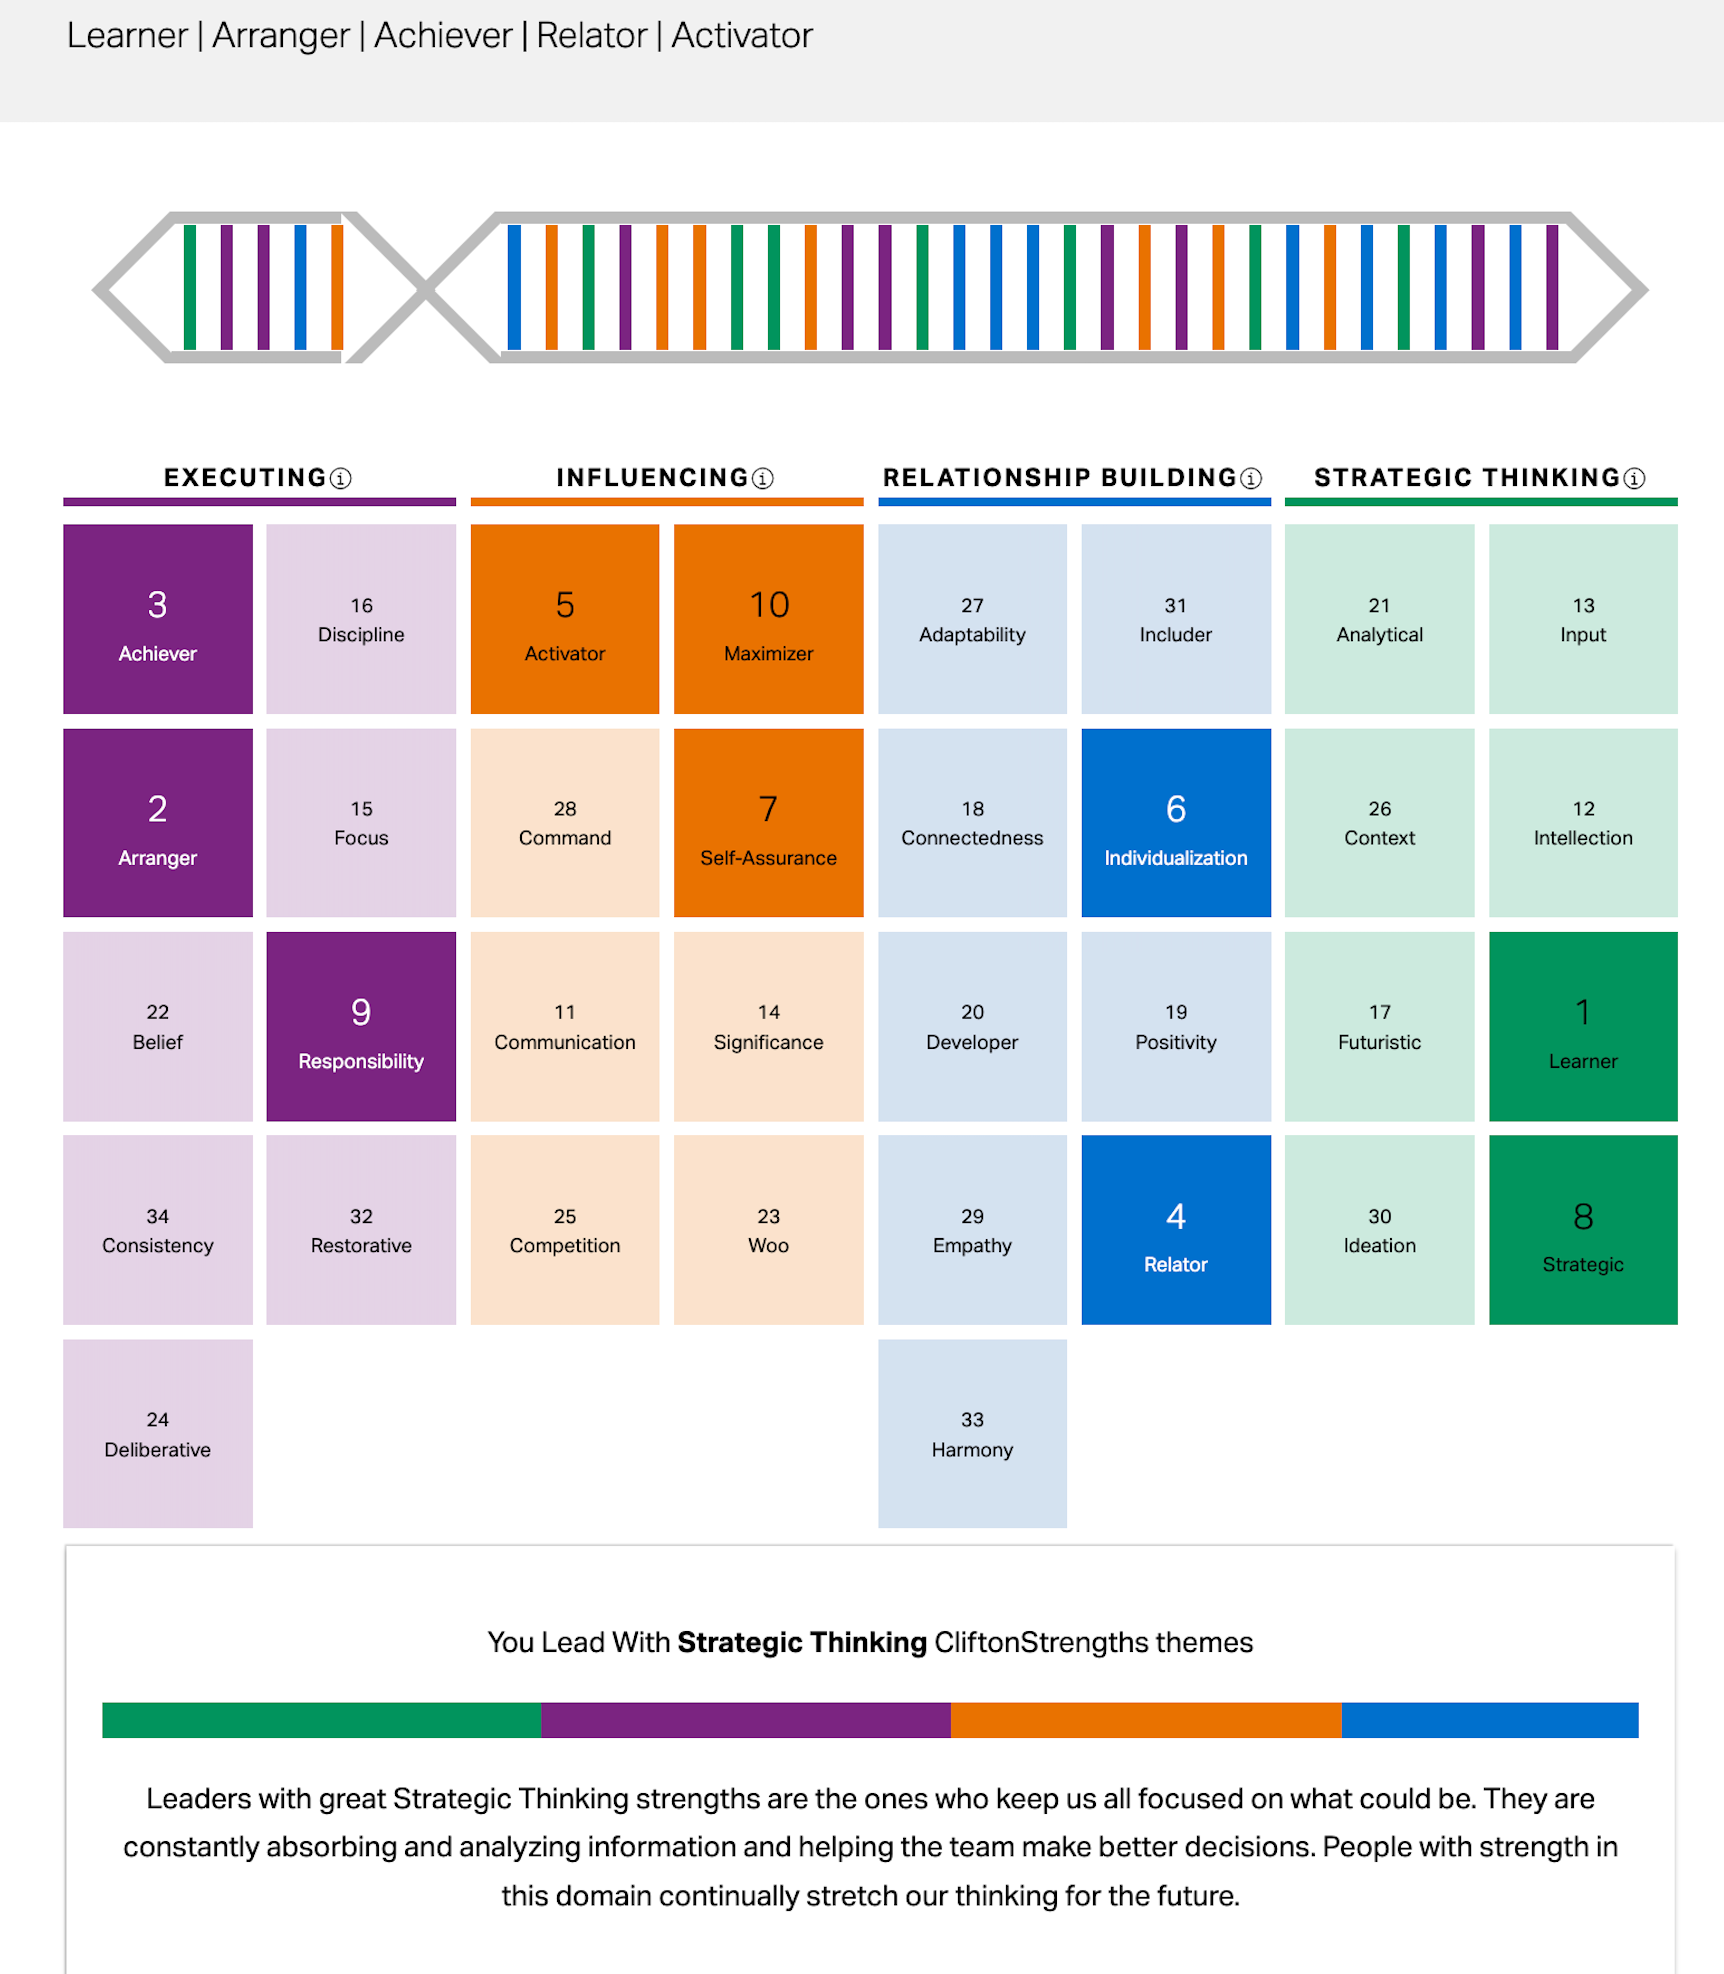 Learner | Arranger | Achiever | Relator | Activator
EXECUTING
INFLUENCING
RELATIONSHIP BUILDING
STRATEGIC THINKING
3
Achiever
16
Discipline
5
Activator
10
Maximizer
27
Adaptability
31
Includer
21
Analytical
13
Input
2
Arranger
15
Focus
28
Command
7
Self-Assurance
18
Connectedness
6
Individualization
26
Context
12
Intellection
22
Belief
9
Responsibility
11
Communication
14
Significance
20
Developer
19
Positivity
17
Futuristic
1
Learner
34
Consistency
32
Restorative
25
Competition
23
Woo
29
Empathy
4
Relator
30
Ideation
8
Strategic
24
Deliberative
33
Harmony
You Lead With Strategic Thinking CliftonStrengths themes
Leaders with great Strategic Thinking strengths are the ones who keep us all focused on what could be. They are
constantly absorbing and analyzing information and helping the team make better decisions. People with strength in
this domain continually stretch our thinking for the future.